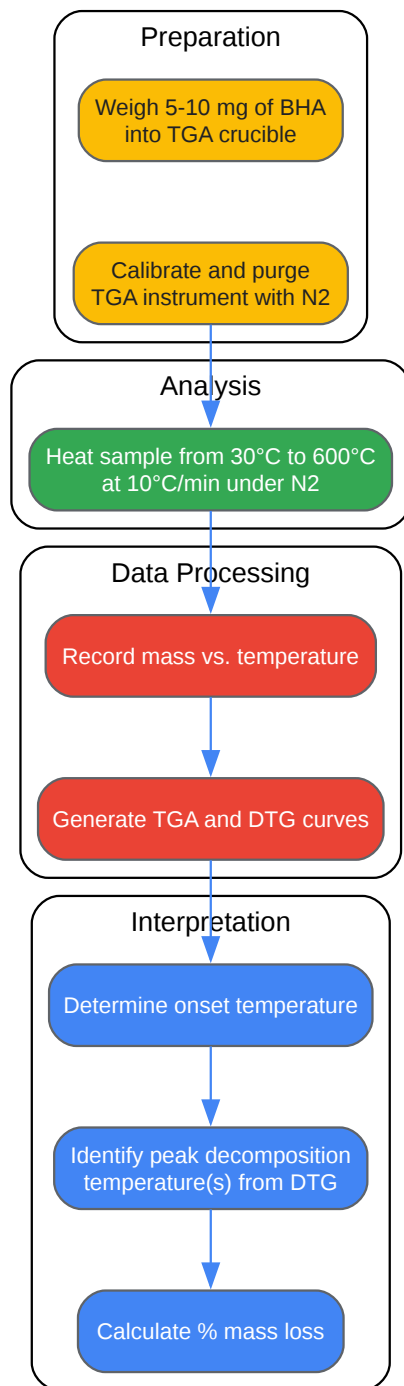 Preparation
Weigh 5-10 mg of BHA
into TGA crucible
Calibrate and purge
TGA instrument with N2
Analysis
Heat sample from 30°C to 600°C
at 10°C/min under N2
Data Processing
Record mass vs. temperature
Generate TGA and DTG curves
Interpretation
Determine onset temperature
Identify peak decomposition
temperature(s) from DTG
Calculate % mass loss